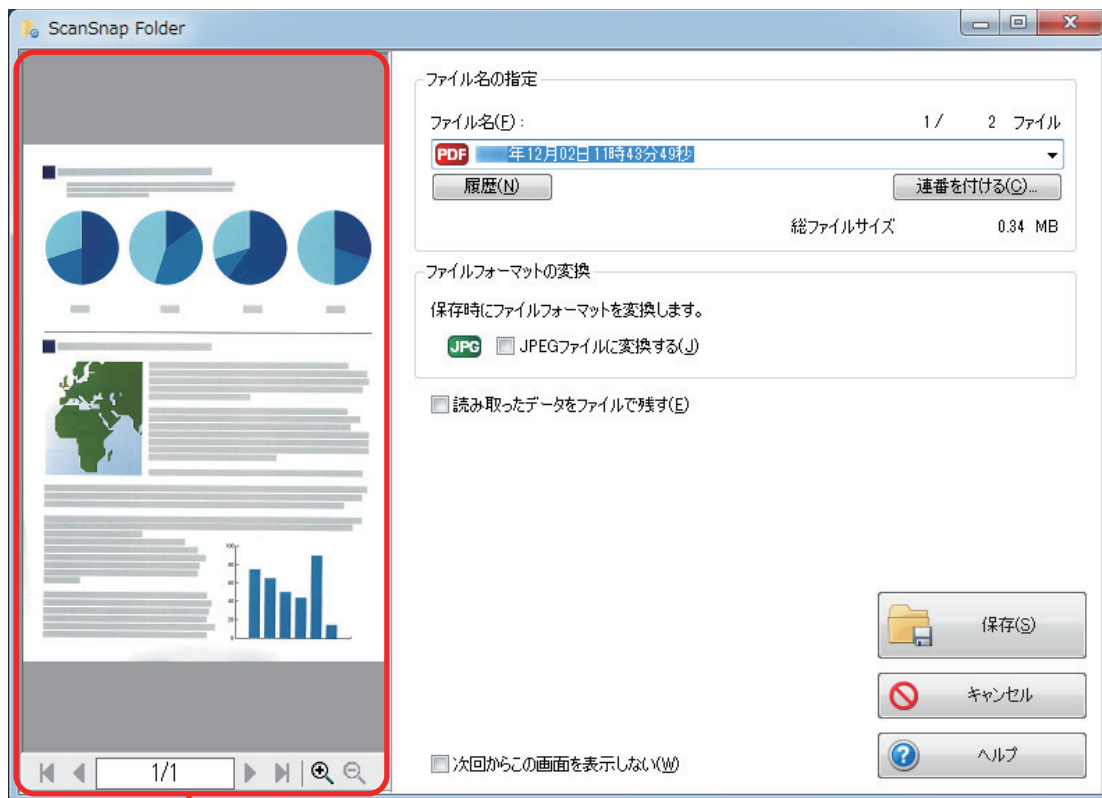 ScanSnap Folder
ファイル名の指定
ファイル名(F):
1/ 2 ファイル
PDF 年12月02日11時43分49秒
履歴(N)
連番を付ける(C)...
総ファイルサイズ 0.34 MB
ファイルフォーマットの変換
保存時にファイルフォーマットを変換します。
JPG JPEGファイルに変換する(J)
読み取ったデータをファイルで残す(E)
100
80
60
40
20
0
保存(S)
キャンセル
ヘルプ
次回からこの画面を表示しない(W)
1/1